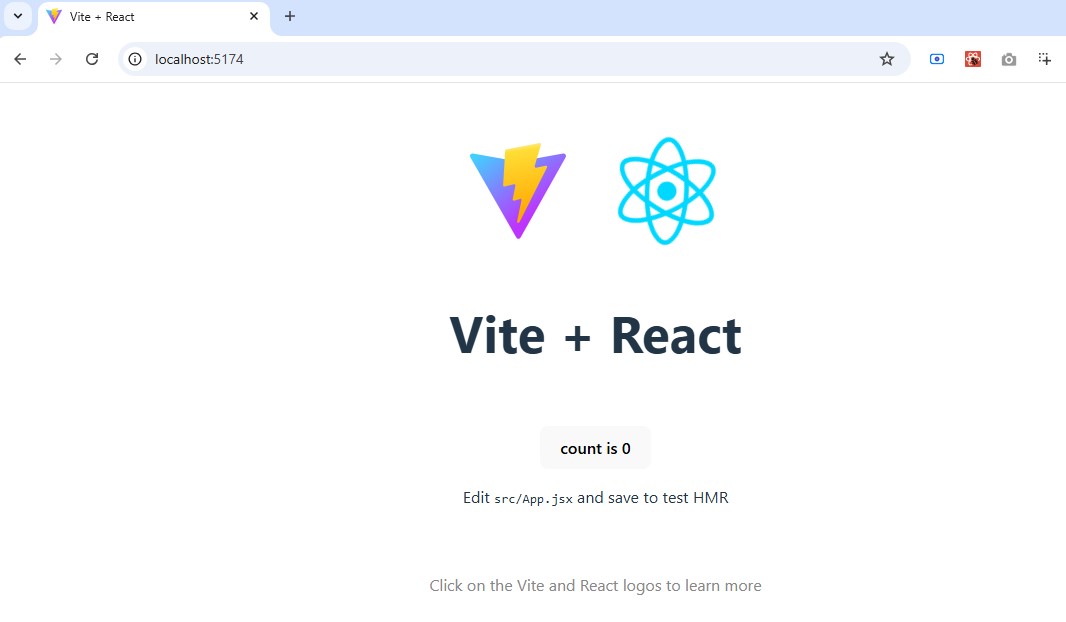 Vite + React
localhost:5174
Vite + React
count is 0
Edit src/App.jsx and save to test HMR
Click on the Vite and React logos to learn more